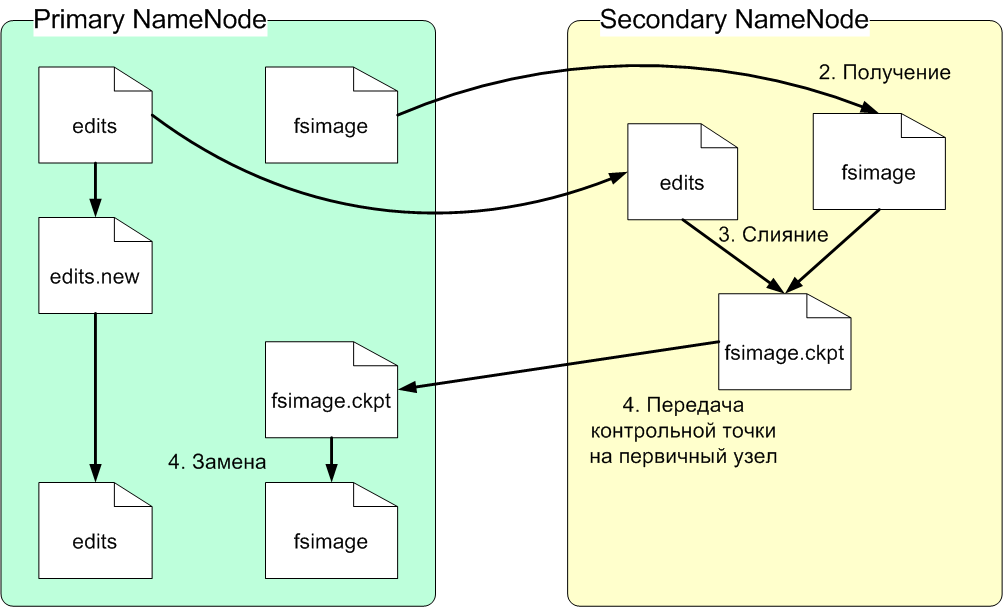 Primary NameNode
Secondary NameNode
edits
fsimage
2. Получение
edits
fsimage
3. Слияние
edits.new
fsimage.ckpt
fsimage.ckpt
4. Передача
контрольной точки
на первичный узел
4. Замена
edits
fsimage